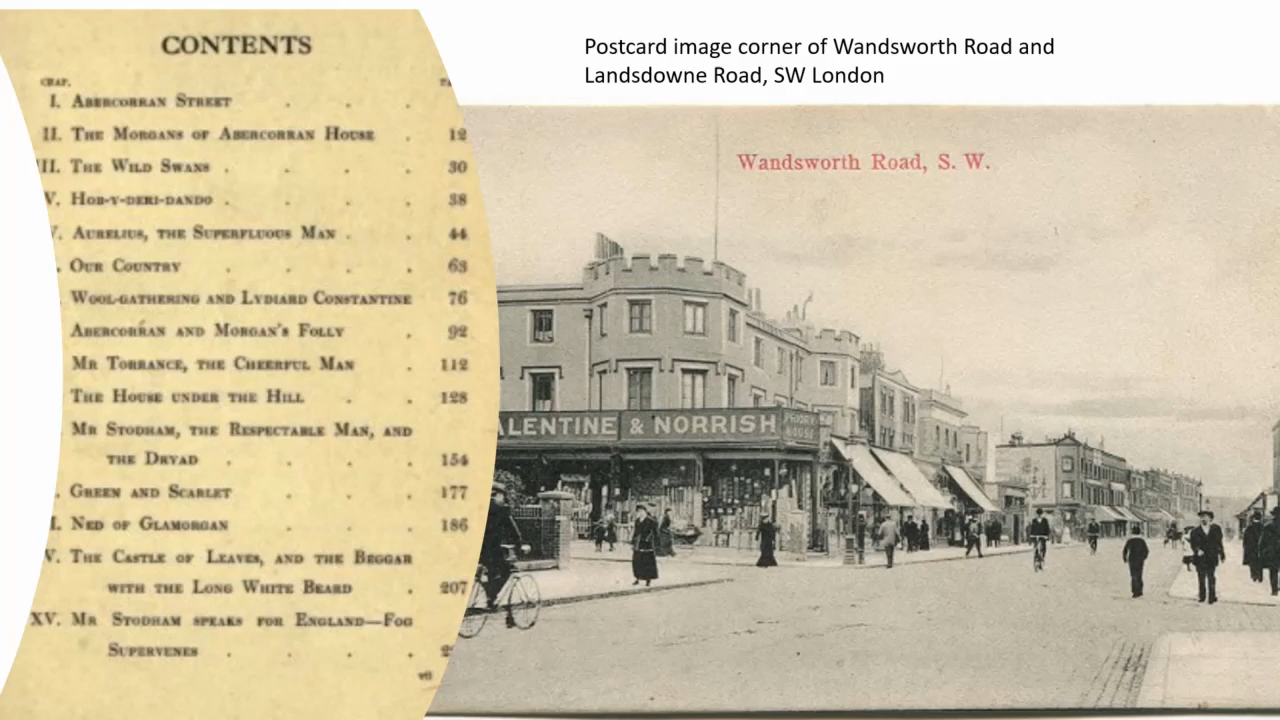 CONTENTS
CHAP.
I. ABERCORRAN STREET . . .
II. THE MORGANS OF ABERCORRAN HOUSE . 12
II. THE WILD SWANS . . . . 30
V. HOB-Y-DERI-DANDO . . . . 38
V. AURELIUS, THE SUPERFLUOUS MAN . . 44
. OUR COUNTRY . . . . 63
WOOL-GATHERING AND LYDIARD CONSTANTINE 76
ABERCORRAN AND MORGAN'S FOLLY . 92
MR TORRANCE, THE CHEERFUL MAN . 112
THE HOUSE UNDER THE HILL . . 128
MR STODHAM, THE RESPECTABLE MAN, AND
THE DRYAD . . . . 154
. GREEN AND SCARLET . . . 177
I. NED OF GLAMORGAN . . . 186
V. THE CASTLE OF LEAVES, AND THE BEGGAR
WITH THE LONG WHITE BEARD . 207
XV. MR STODHAM SPEAKS FOR ENGLAND—FOG
SUPERVENES . . . .
vii
Postcard image corner of Wandsworth Road and
Landsdowne Road, SW London
Wandsworth Road, S. W.
ALENTINE & NORRISH
PRIORY
HOUSE